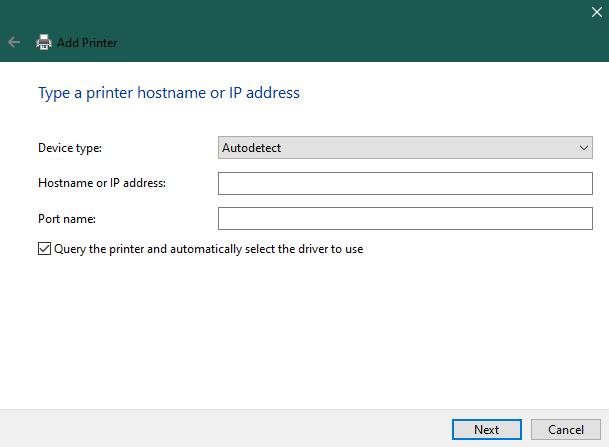 Add Printer
Type a printer hostname or IP address
Device type:
Autodetect
Hostname or IP address:
Port name:
Query the printer and automatically select the driver to use
Next
Cancel